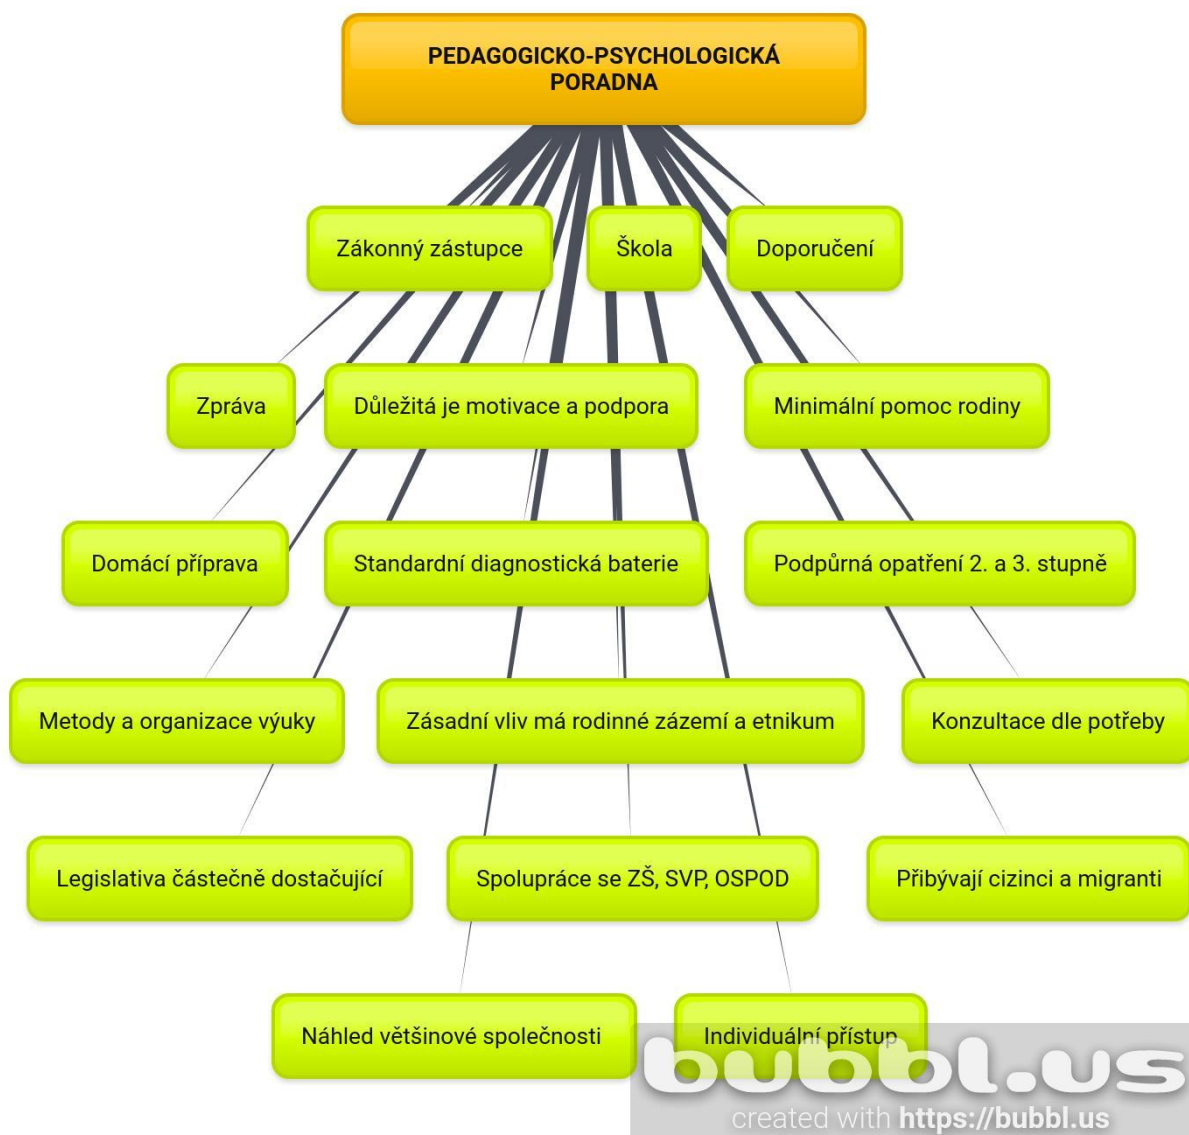 PEDAGOGICKO-PSYCHOLOGICKÁ
PORADNA
Zákonný zástupce
Škola
Doporučení
Zpráva
Důležitá je motivace a podpora
Minimální pomoc rodiny
Domácí příprava
Standardní diagnostická baterie
Podpůrná opatření 2. a 3. stupně
Metody a organizace výuky
Zásadní vliv má rodinné zázemí a etnikum
Konzultace dle potřeby
Legislativa částečně dostačující
Spolupráce se ZŠ, SVP, OSPOD
Přibývají cizinci a migranti
Náhled většinové společnosti
Individuální přístup
bubbl.us
created with https://bubbl.us